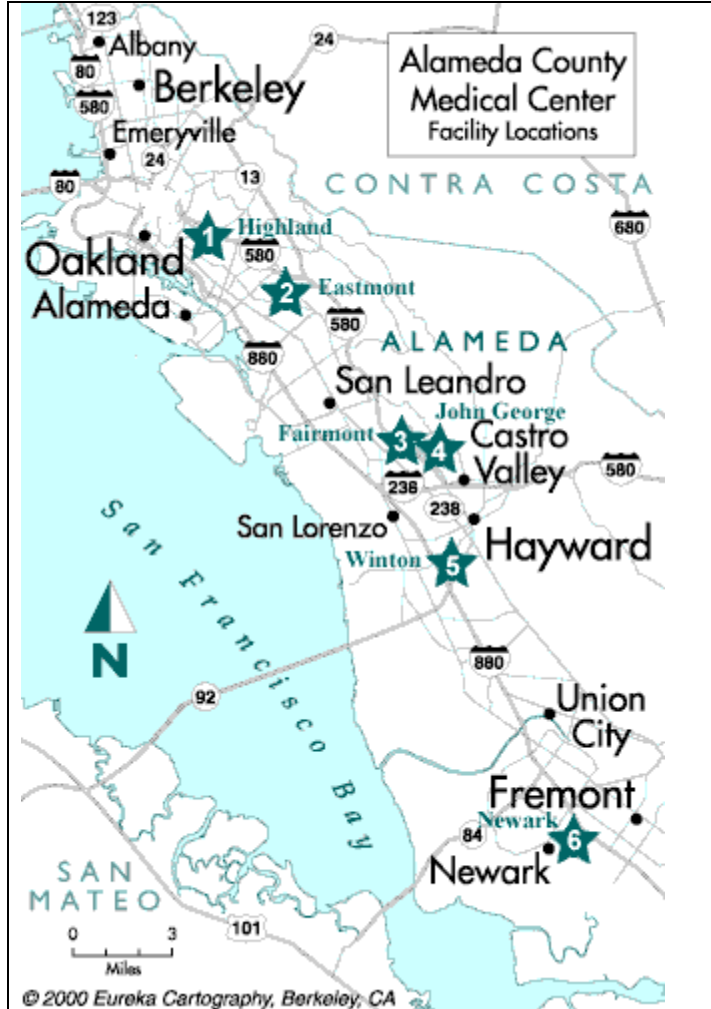 123
Albany
24
80
Berkeley
580
Emeryville
24
13
80
Alameda County
Medical Center
Facility Locations
CONTRA COSTA
680
1
Highland
580
Oakland
2
Eastmont
Alameda
580
880
ALAMEDA
San Leandro
John George
Fairmont
3
4
Castro
Valley
580
238
238
San Lorenzo
Hayward
Winton
5
San Francisco Bay
N
880
92
Union
City
Fremont
Newark
6
84
Newark
SAN
MATEO
101
0 3
Miles
© 2000 Eureka Cartography, Berkeley, CA